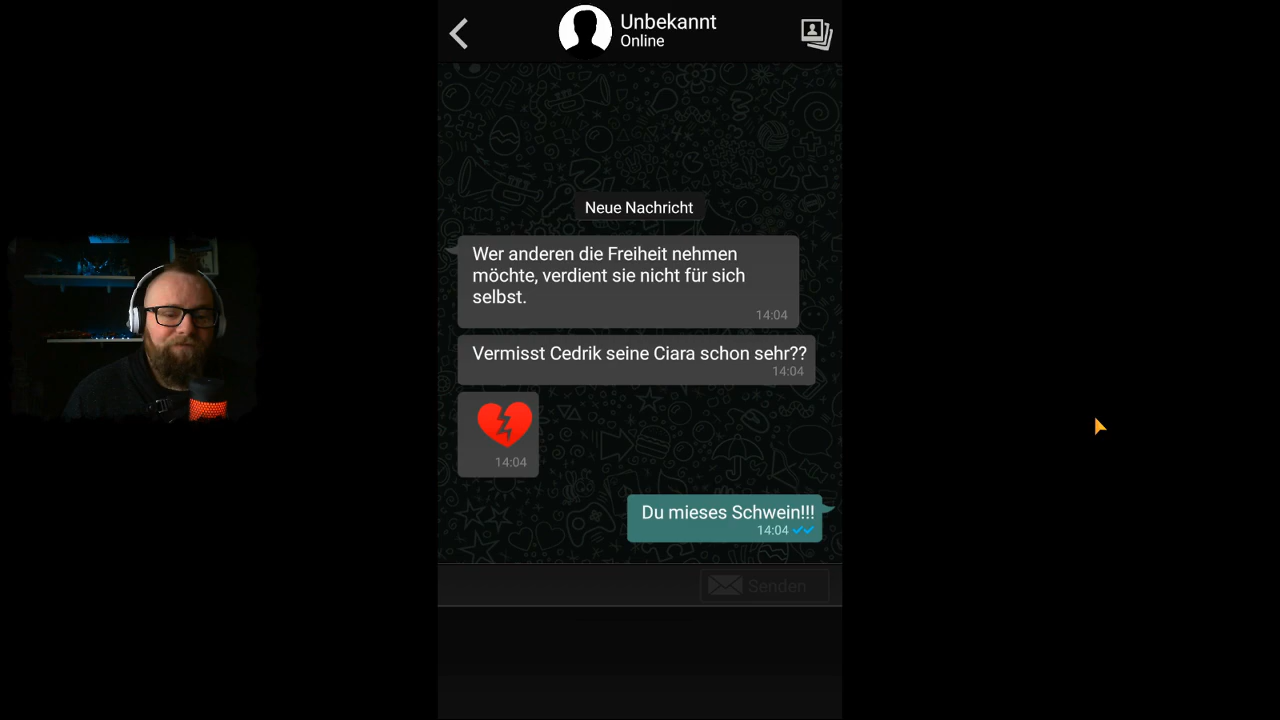 Unbekannt
Online
Neue Nachricht
Wer anderen die Freiheit nehmen
möchte, verdient sie nicht für sich
selbst.
14:04
Vermisst Cedrik seine Ciara schon sehr??
14:04
14:04
Du mieses Schwein!!!
14:04
Senden